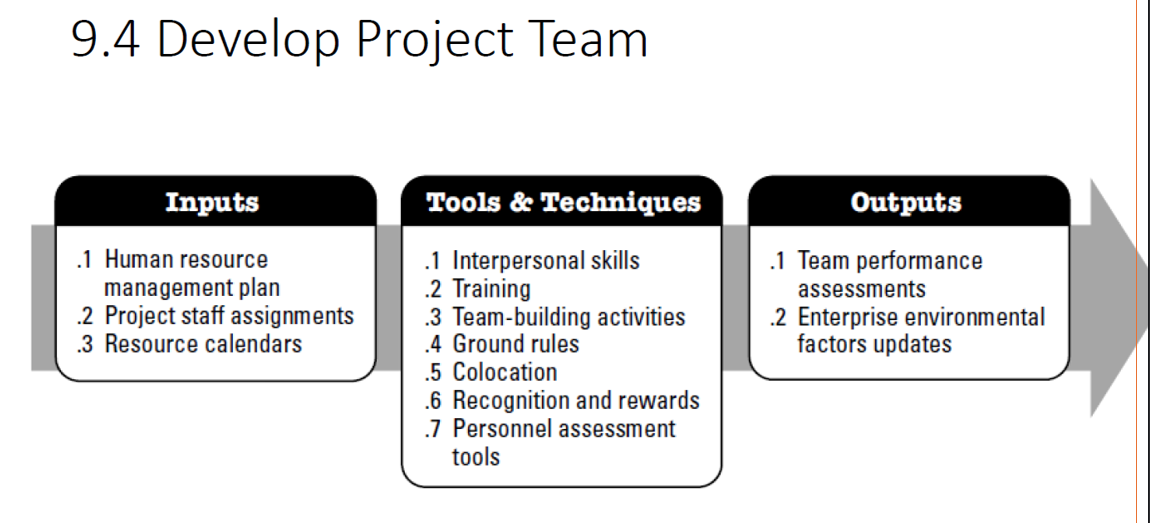 9.4 Develop Project Team
Inputs
.1 Human resource
management plan
.2 Project staff assignments
.3 Resource calendars
Tools & Techniques
.1 Interpersonal skills
.2 Training
.3 Team-building activities
.4 Ground rules
.5 Colocation
.6 Recognition and rewards
.7 Personnel assessment
tools
Outputs
.1 Team performance
assessments
.2 Enterprise environmental
factors updates